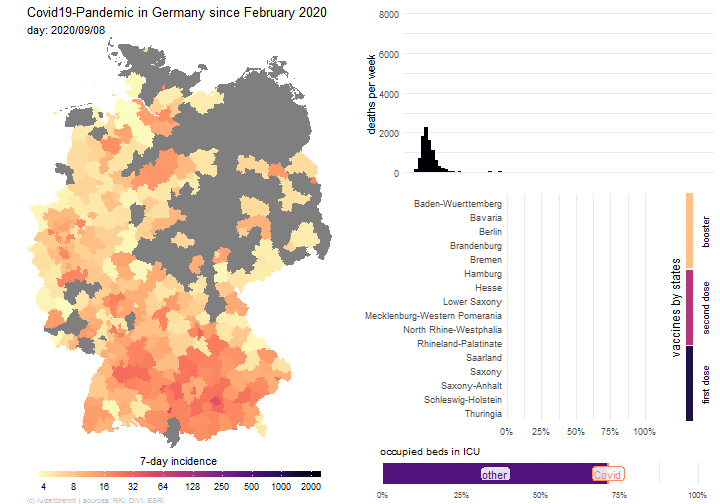 Covid19-Pandemic in Germany since February 2020
day: 2020/09/08
7-day incidence
4 8 16 32 64 125 250 500 1000 2000
(c) /u/zeitbrennt | sources: RKI, DIVI, ESRI
deaths per week
8000
6000
4000
2000
0
Baden-Wuerttemberg
Bavaria
Berlin
Brandenburg
Bremen
Hamburg
Hesse
Lower Saxony
Mecklenburg-Western Pomerania
North Rhine-Westphalia
Rhineland-Palatinate
Saarland
Saxony
Saxony-Anhalt
Schleswig-Holstein
Thuringia
0% 25% 50% 75% 100%
vaccines by states
booster
second dose
first dose
occupied beds in ICU
other
Covid
0% 25% 50% 75% 100%